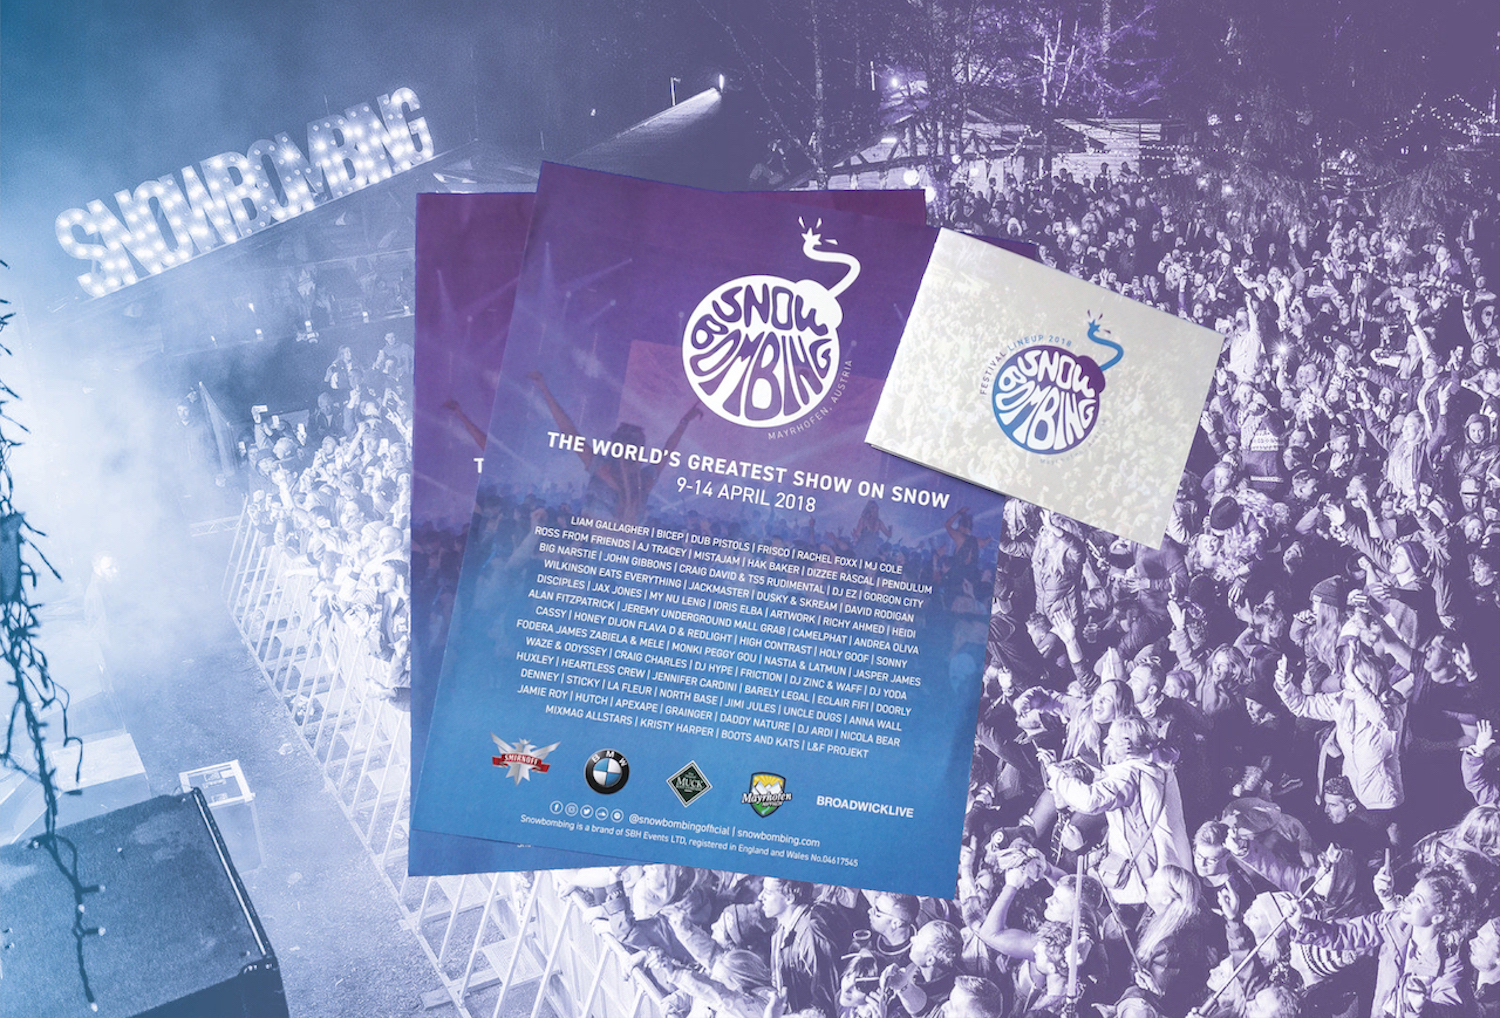 SNOWBOMBING
SNOW
BOMBING
MAYRHOFEN, AUSTRIA
FESTIVAL LINEUP 2018
SNOW
BOMBING
T
THE WORLD'S GREATEST SHOW ON SNOW
9-14 APRIL 2018
LIAM GALLAGHER | BICEP | DUB PISTOLS | FRISCO | RACHEL FOXX | MJ COLE
ROSS FROM FRIENDS | AJ TRACEY | MISTAJAM | HAK BAKER | DIZZEE RASCAL | PENDULUM
BIG NARSTIE | JOHN GIBBONS | CRAIG DAVID & TS5 RUDIMENTAL | DJ EZ | GORGON CITY
WILKINSON EATS EVERYTHING | JACKMASTER | DUSKY & SKREAM | DAVID RODIGAN
DISCIPLES | JAX JONES | MY NU LENG | IDRIS ELBA | ARTWORK | RICHY AHMED | HEIDI
ALAN FITZPATRICK | JEREMY UNDERGROUND MALL GRAB | CAMELPHAT | ANDREA OLIVA
CASSY | HONEY DIJON FLAVA D & REDLIGHT | HIGH CONTRAST | HOLY GOOF | SONNY
FODERA JAMES ZABIELA & MELE | MONKI PEGGY GOU | NASTIA & LATMUN | JASPER JAMES
WAZE & ODYSSEY | CRAIG CHARLES | DJ HYPE | FRICTION | DJ ZINC & WAFF | DJ YODA
HUXLEY | HEARTLESS CREW | JENNIFER CARDINI | BARELY LEGAL | ECLAIR FIFI | DOORLY
DENNEY | STICKY | LA FLEUR | NORTH BASE | JIMI JULES | UNCLE DUGS | ANNA WALL
JAMIE ROY | HUTCH | APEXAPE | GRAINGER | DADDY NATURE | DJ ARDI | NICOLA BEAR
MIXMAG ALLSTARS | KRISTY HARPER | BOOTS AND KATS | L&F PROJEKT
SMIRNOFF
BMW
MUCK
Mayrhofen
BROADWICKLIVE
@snowbombingofficial | snowbombing.com
Snowbombing is a brand of SBH Events LTD, registered in England and Wales No.04617545